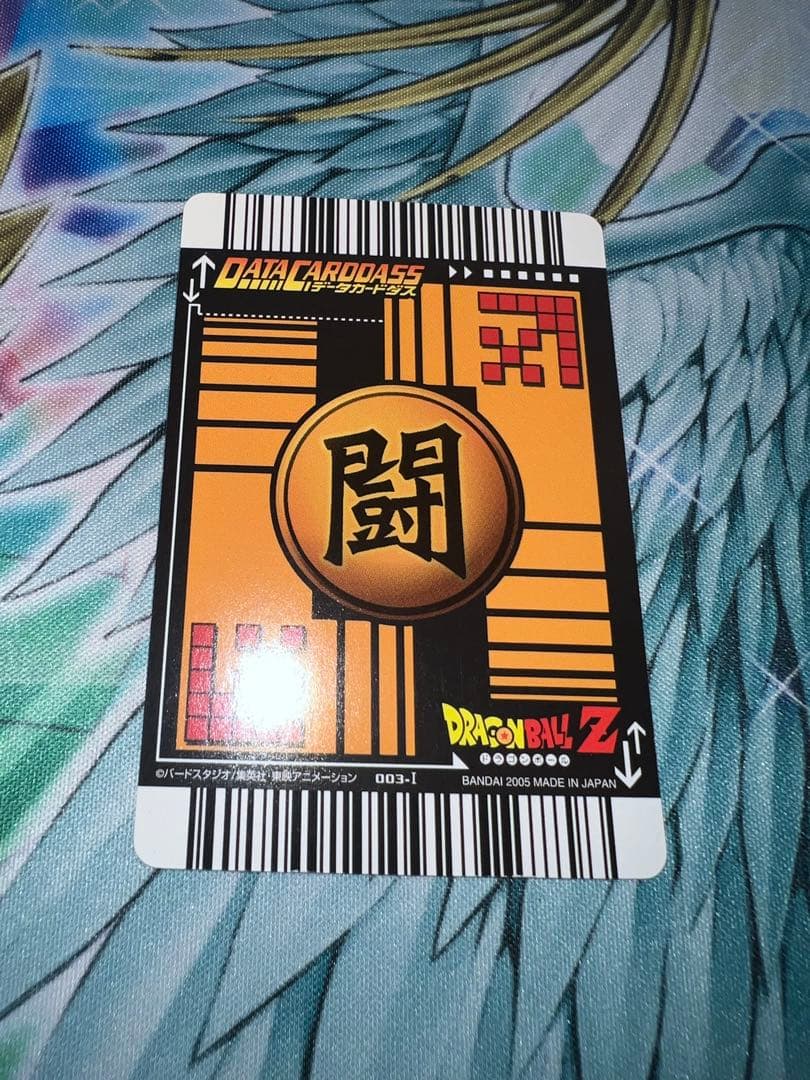 DATACARDDASS
データカードダス
闘
DRAGONBALL Z
ドラゴンボール
©バードスタジオ/集英社・東映アニメーション 003-I BANDAI 2005 MADE IN JAPAN